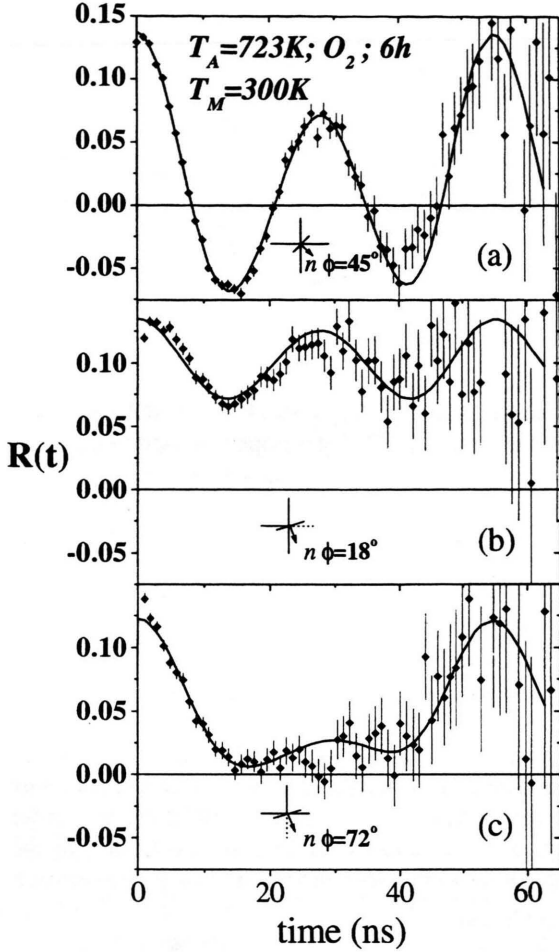 0.15
T_A=723K; O_2 ; 6h
T_M=300K
0.10
0.05
0.00
-0.05
n ϕ=45°
(a)
0.10
0.05
0.00
-0.05
n ϕ=18°
(b)
R(t)
0.10
0.05
0.00
-0.05
n ϕ=72°
(c)
0
20
40
60
time (ns)